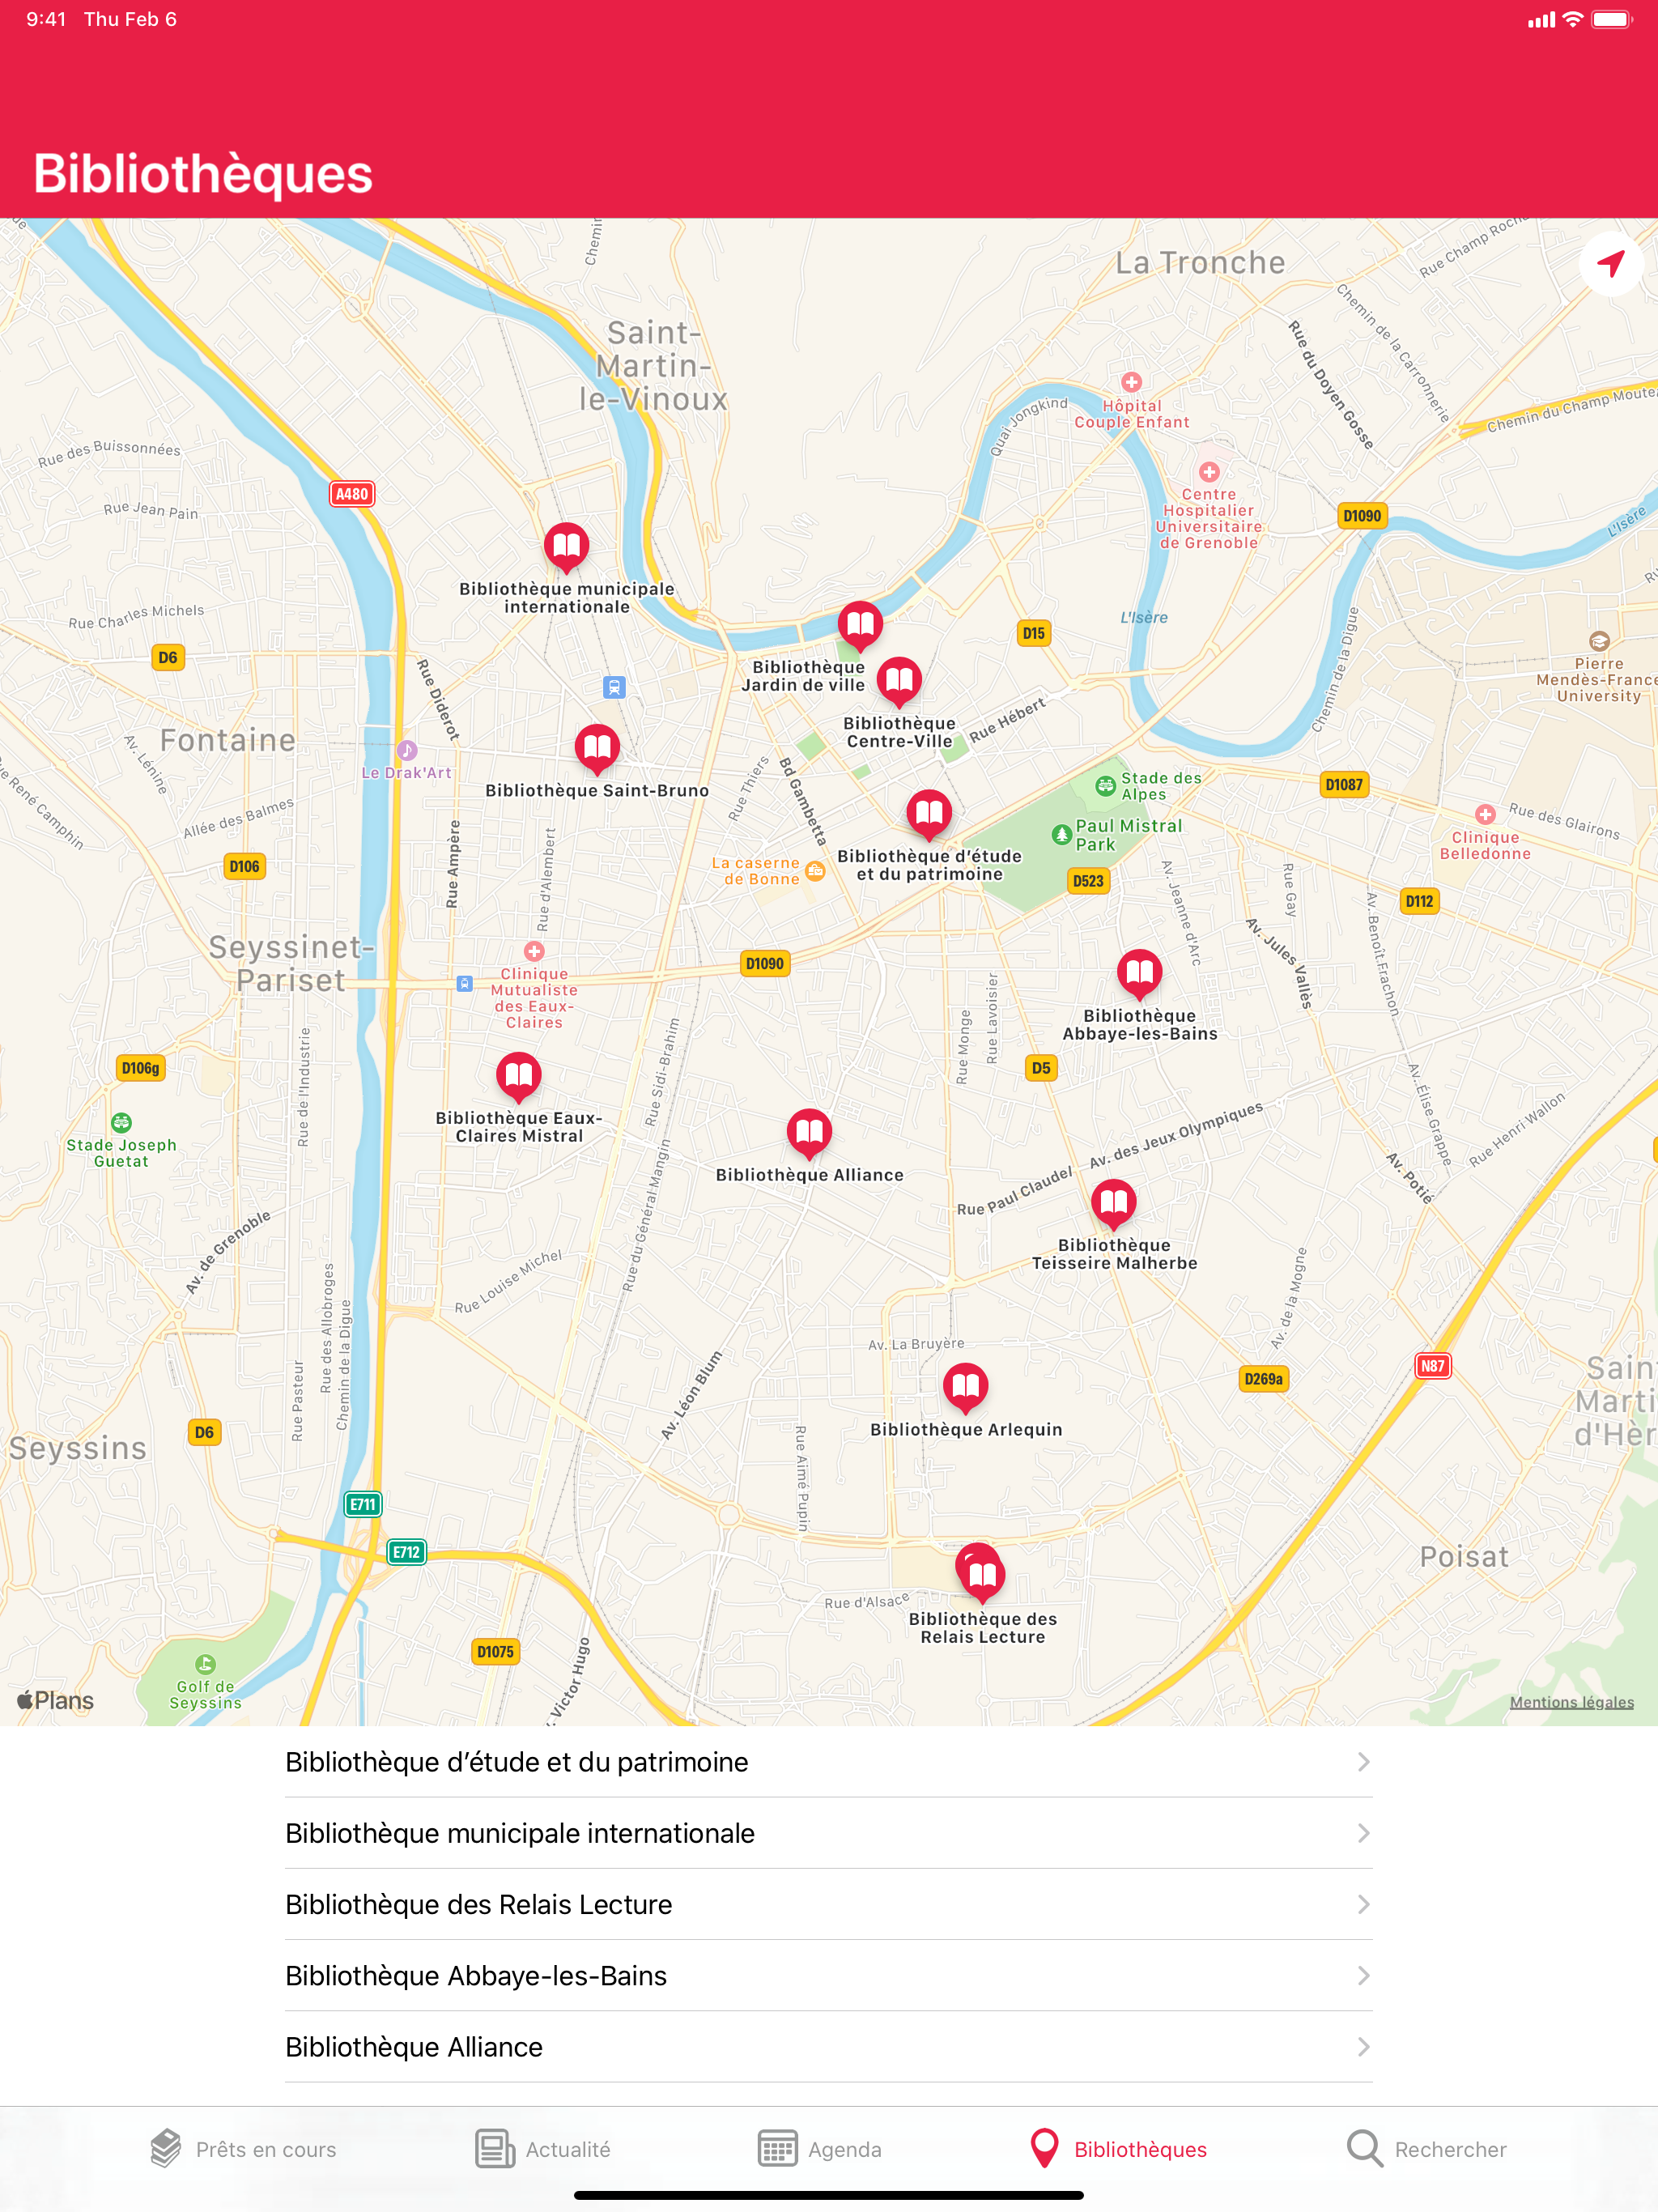 9:41 Thu Feb 6
Bibliothèques
La Tronche
Rue Champ Roch
Chemin de la Carronnerie
Rue du Doyen Gosse
Chemin du Champ Moute
Saint-
Martin-
le-Vinoux
Chemin
Quai Jongkind
Hôpital
Couple Enfant
Centre
Hospitalier
Universitaire
de Grenoble
D1090
L'Isère
Rue des Buissonnées
A480
Rue Jean Pain
Bibliothèque municipale
internationale
Rue Charles Michels
D6
L'Isère
D15
Chemin de la Digue
Pierre
Mendès-France
University
Bibliothèque
Jardin de ville
Bibliothèque
Centre-Ville
Rue Hébert
Rue Diderot
Fontaine
Av. Lénine
Rue René Camphin
Le Drak'Art
Bibliothèque Saint-Bruno
Rue Thiers
Bd Gambetta
Stade des
Alpes
D1087
Paul Mistral
Park
Allée des Balmes
D106
Rue Ampère
Rue d'Alembert
La caserne
de Bonne
Bibliothèque d'étude
et du patrimoine
D523
Rue des Glairons
Clinique
Belledonne
D112
Av. Jeanne d'Arc
Rue Gay
Av. Jules Vallès
Av. Benoît Frachon
Seyssinet-
Pariset
D1090
Clinique
Mutualiste
des Eaux-
Claires
Bibliothèque
Abbaye-les-Bains
Rue Monge
Rue Lavoisier
D5
D106g
Rue de l'Industrie
Rue Sidi-Brahim
Stade Joseph
Guetat
Bibliothèque Eaux-
Claires Mistral
Bibliothèque Alliance
Av. des Jeux Olympiques
Av. Élise Grappe
Rue Henri Wallon
Rue Paul Claudel
Av. Potié
Bibliothèque
Teisseire Malherbe
Av. de Grenoble
Rue du Général Mangin
Rue Louise Michel
Rue des Allobroges
Chemin de la Digue
Av. de la Mogne
Av. La Bruyère
Rue Pasteur
Av. Léon Blum
D269a
N87
Sain
Marti
d'Hèr
Bibliothèque Arlequin
D6
Seyssins
Rue Aimé Pupin
E711
E712
Poisat
Rue d'Alsace
Bibliothèque des
Relais Lecture
D1075
Victor Hugo
Golf de
Seyssins
Plans
Mentions légales
Bibliothèque d’étude et du patrimoine
Bibliothèque municipale internationale
Bibliothèque des Relais Lecture
Bibliothèque Abbaye-les-Bains
Bibliothèque Alliance
Prêts en cours Actualité Agenda Bibliothèques Rechercher